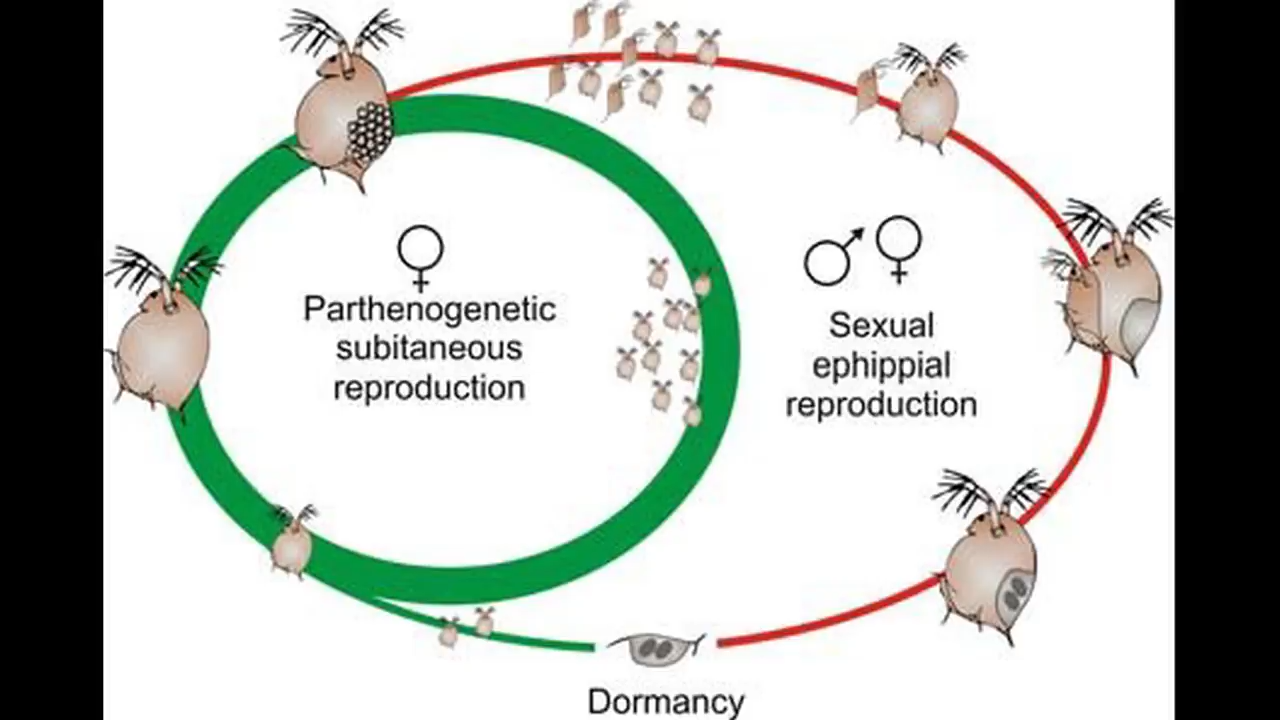 Parthenogenetic
subitaneous
reproduction
Sexual
ephippial
reproduction
Dormancy